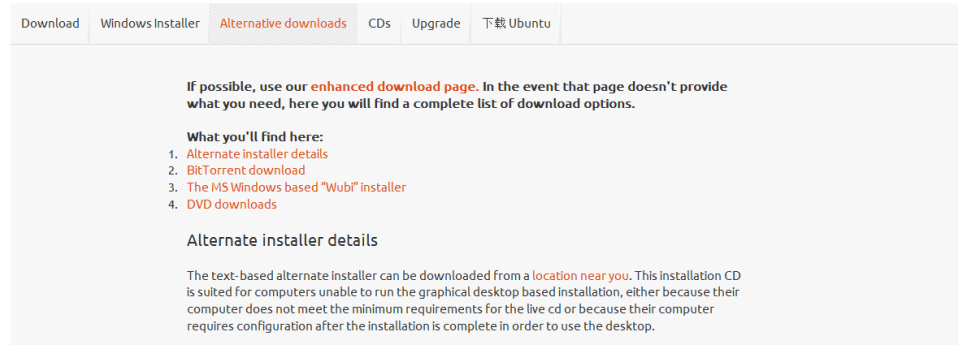 Download Windows Installer Alternative downloads CDs Upgrade 下载 Ubuntu
If possible, use our enhanced download page. In the event that page doesn't provide
what you need, here you will find a complete list of download options.
What you'll find here:
1. Alternate installer details
2. BitTorrent download
3. The MS Windows based "Wubi" installer
4. DVD downloads
Alternate installer details
The text-based alternate installer can be downloaded from a location near you. This installation CD
is suited for computers unable to run the graphical desktop based installation, either because their
computer does not meet the minimum requirements for the live cd or because their computer
requires configuration after the installation is complete in order to use the desktop.